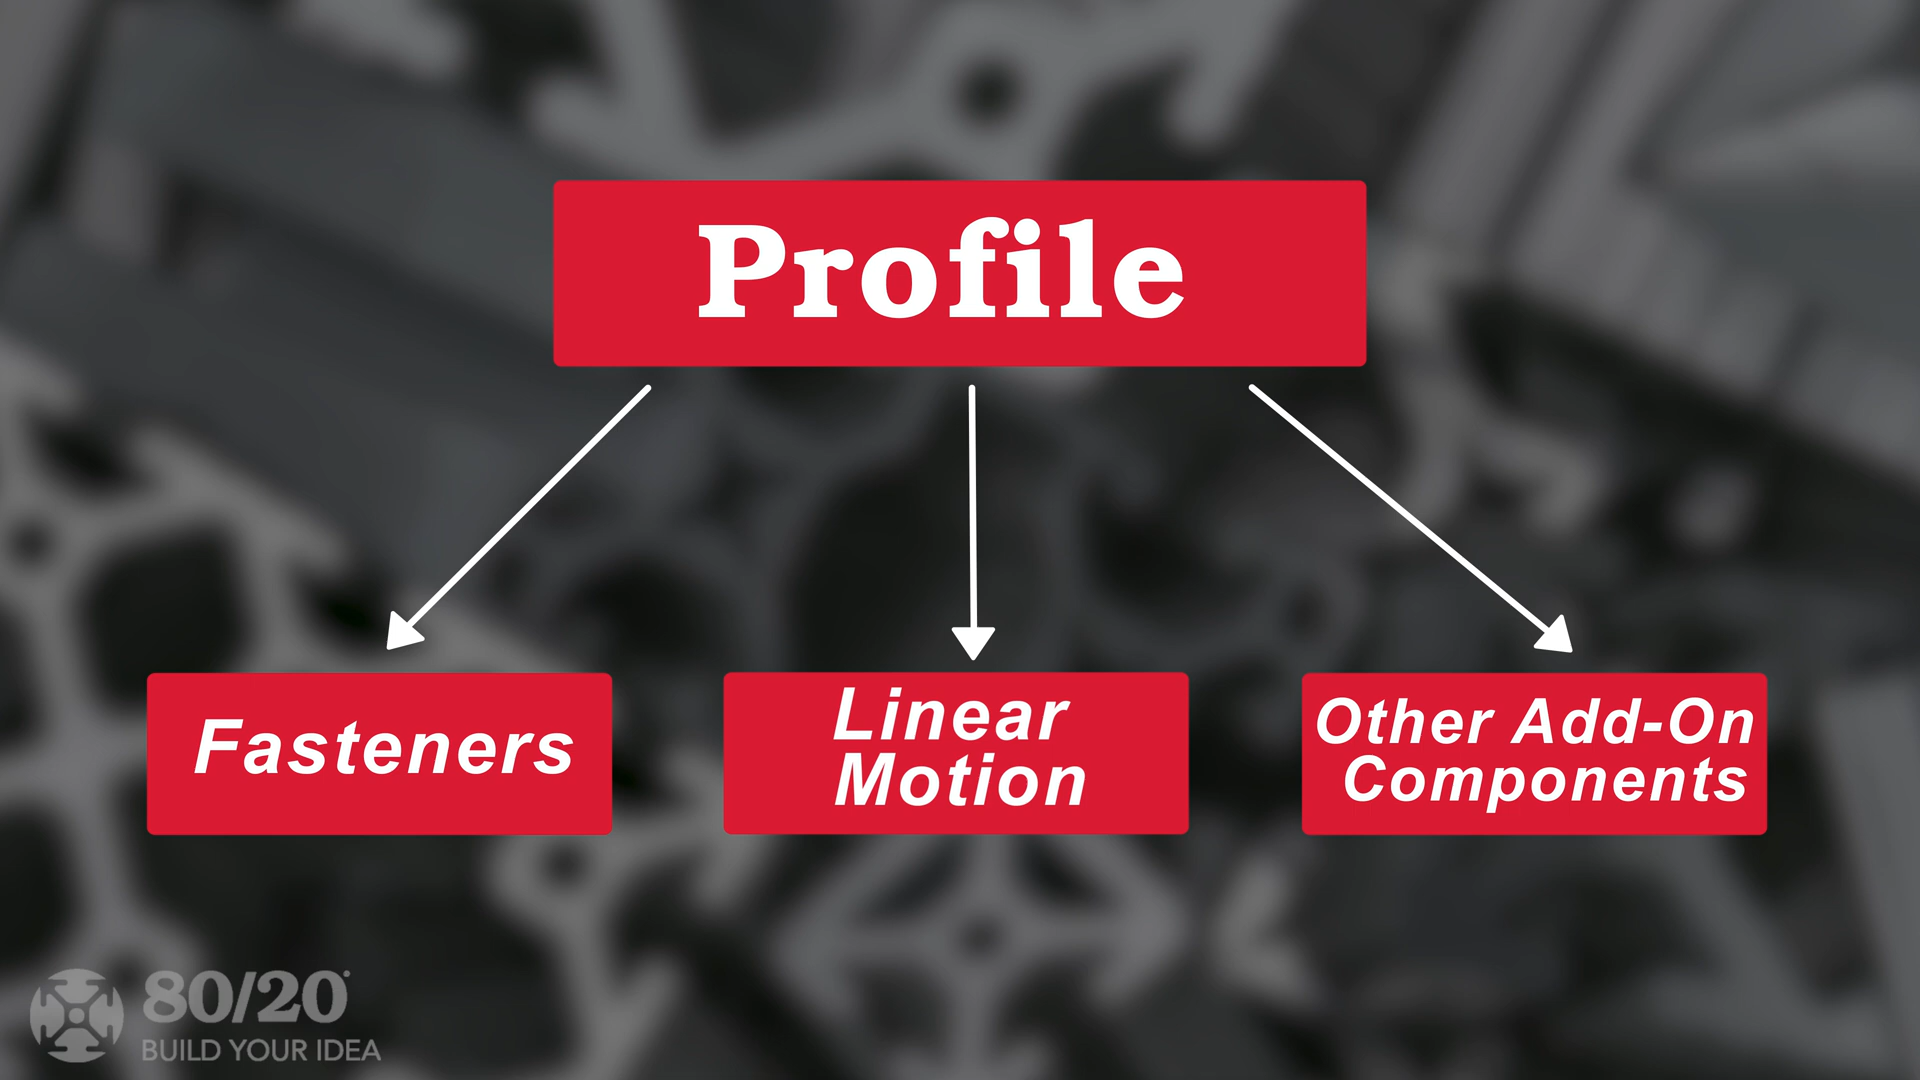 Profile
Fasteners
Linear
Motion
Other Add-On
Components
80/20
BUILD YOUR IDEA